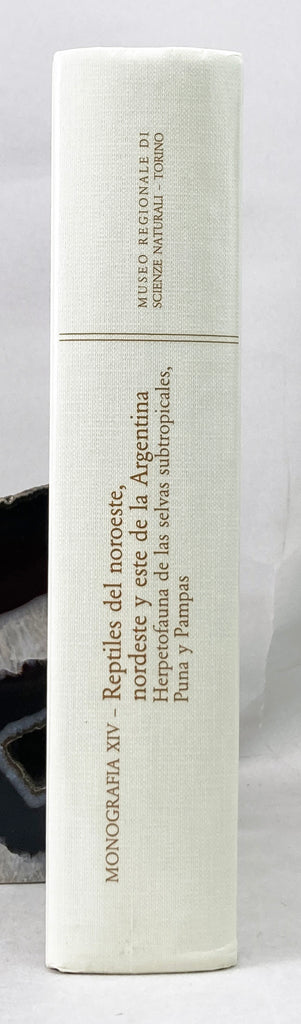 MONOGRAFIA XIV – Reptiles del noroeste,
nordeste y este de la Argentina
Herpetofauna de las selvas subtropicales,
Puna y Pampas
MUSEO REGIONALE DI
SCIENZE NATURALI – TORINO